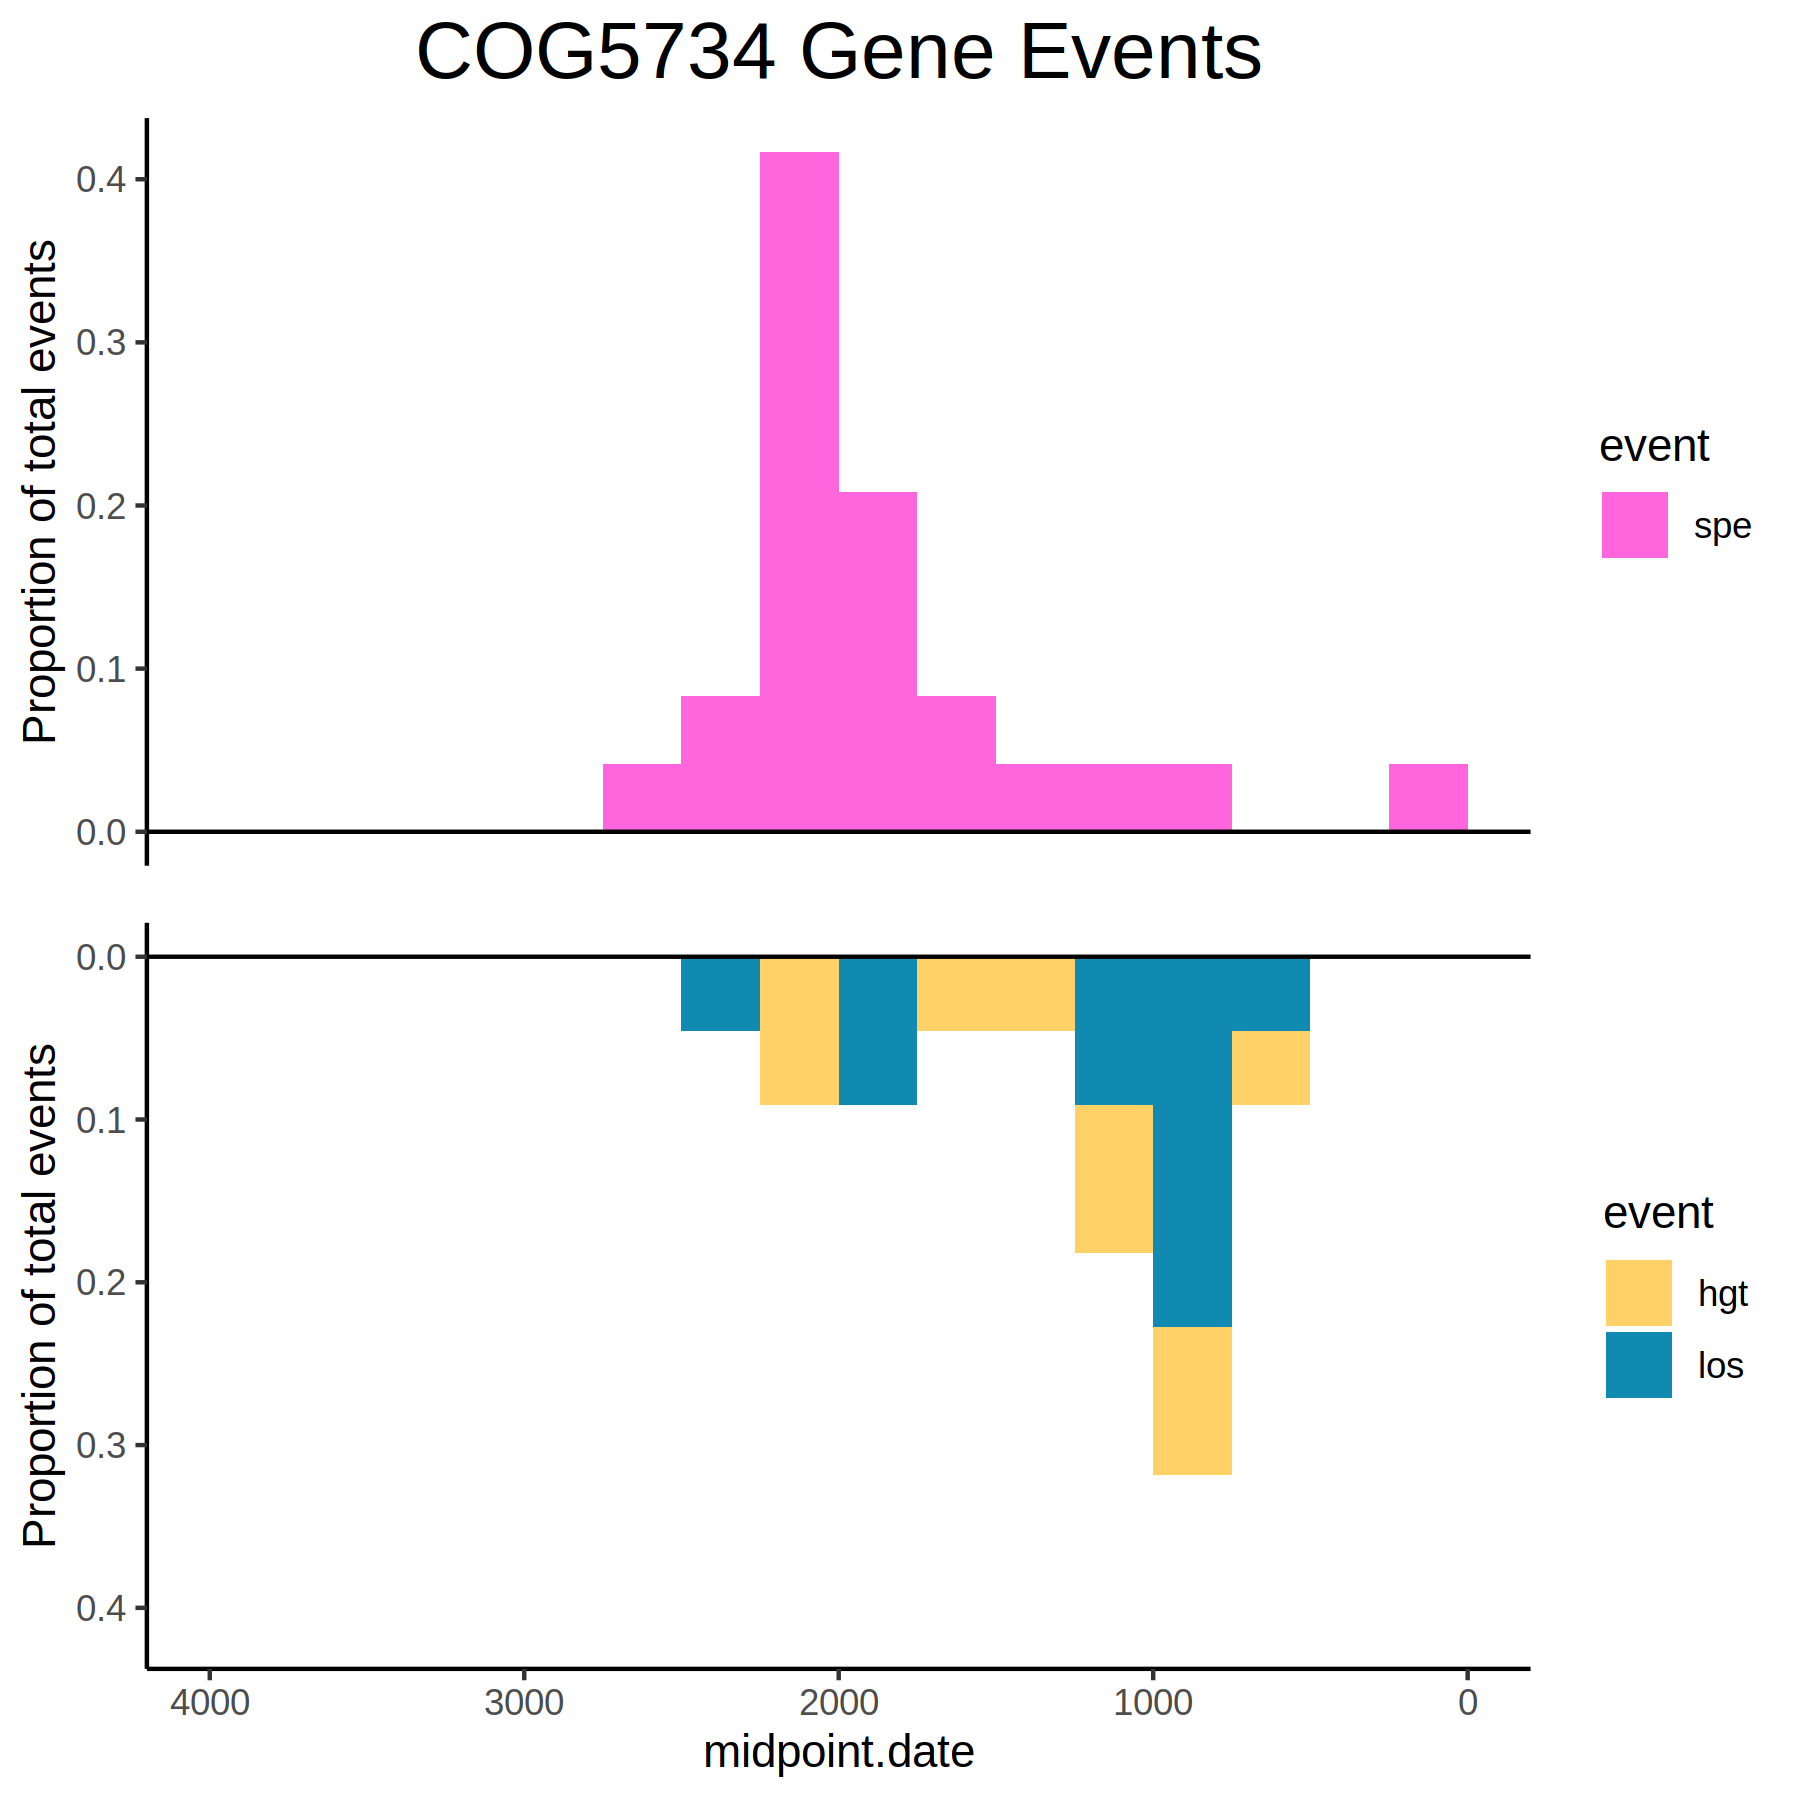 COG5734 Gene Events
Proportion of total events
0.4
0.3
0.2
0.1
0.0
event
spe
Proportion of total events
0.0
0.1
0.2
0.3
0.4
event
hgt
los
4000 3000 2000 1000 0
midpoint.date